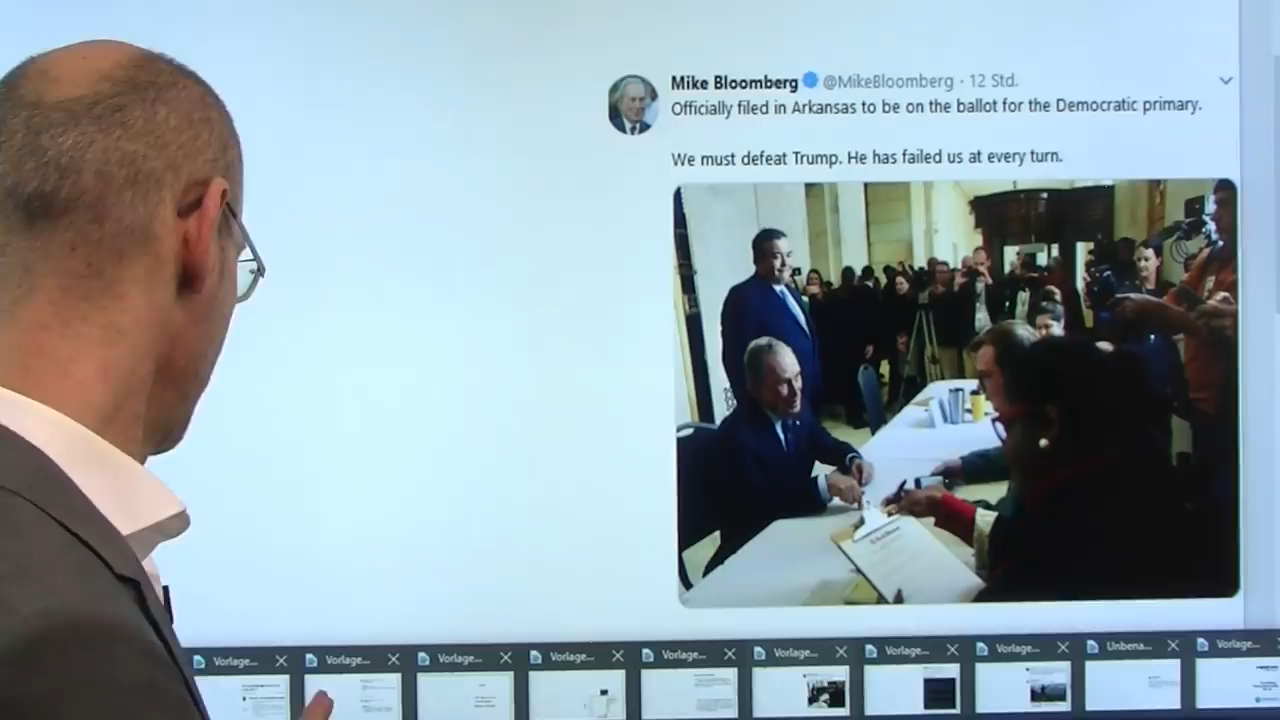 Mike Bloomberg @MikeBloomberg · 12 Std.
Officially filed in Arkansas to be on the ballot for the Democratic primary.
We must defeat Trump. He has failed us at every turn.
Vorlage... Vorlage... Vorlage... Vorlage... Vorlage... Vorlage... Vorlage... Vorlage... Unbena... Vorlage...